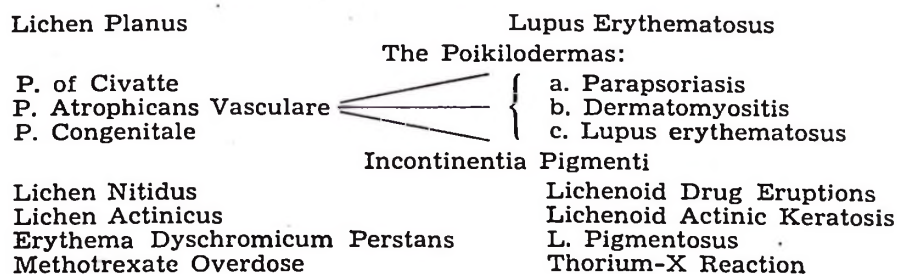 Lichen Planus Lupus Erythematosus
The Poikilodermas:
P. of Civatte a. Parapsoriasis
P. Atrophicans Vasculare { b. Dermatomyositis
P. Congenitale c. Lupus erythematosus
Incontinentia Pigmenti
Lichen Nitidus Lichenoid Drug Eruptions
Lichen Actinicus Lichenoid Actinic Keratosis
Erythema Dyschromicum Perstans L. Pigmentosus
Methotrexate Overdose Thorium-X Reaction